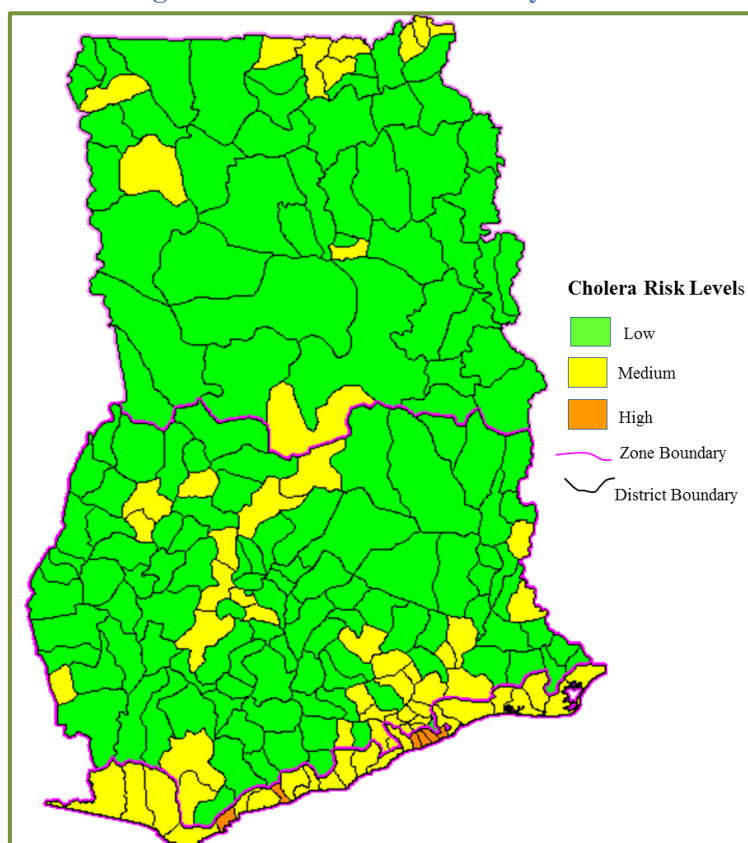 Cholera Risk Levels
Low
Medium
High
Zone Boundary
District Boundary